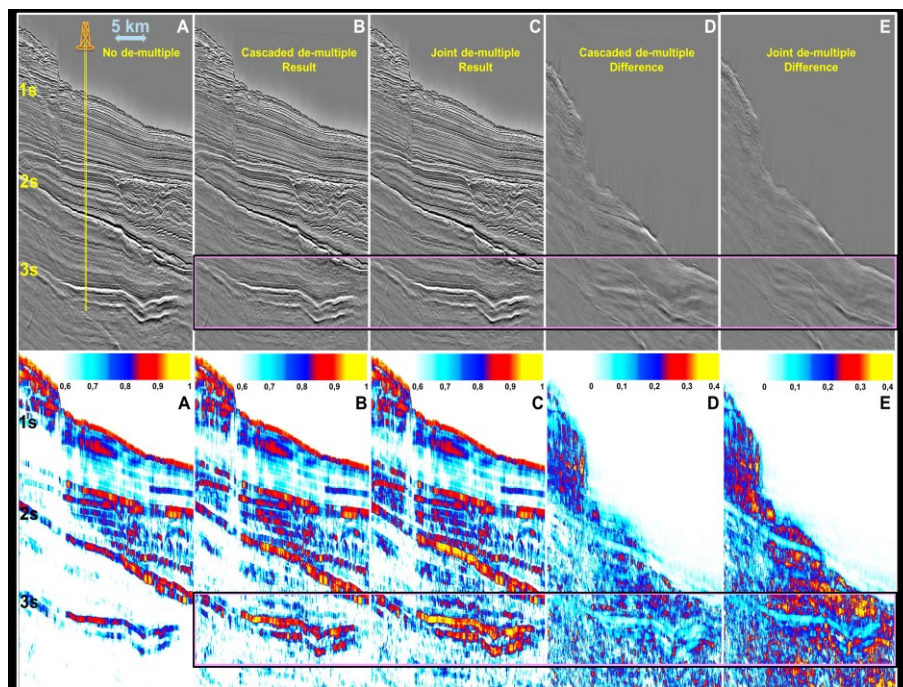 A B C D E
5 km
No de-multiple
Cascaded de-multiple
Result
Joint de-multiple
Result
Cascaded de-multiple
Difference
Joint de-multiple
Difference
1s
2s
3s
0,6 0,7 0,8 0,9 1
0,6 0,7 0,8 0,9 1
0,6 0,7 0,8 0,9 1
0 0,1 0,2 0,3 0,4
0 0,1 0,2 0,3 0,4
A B C D E
1s
2s
3s